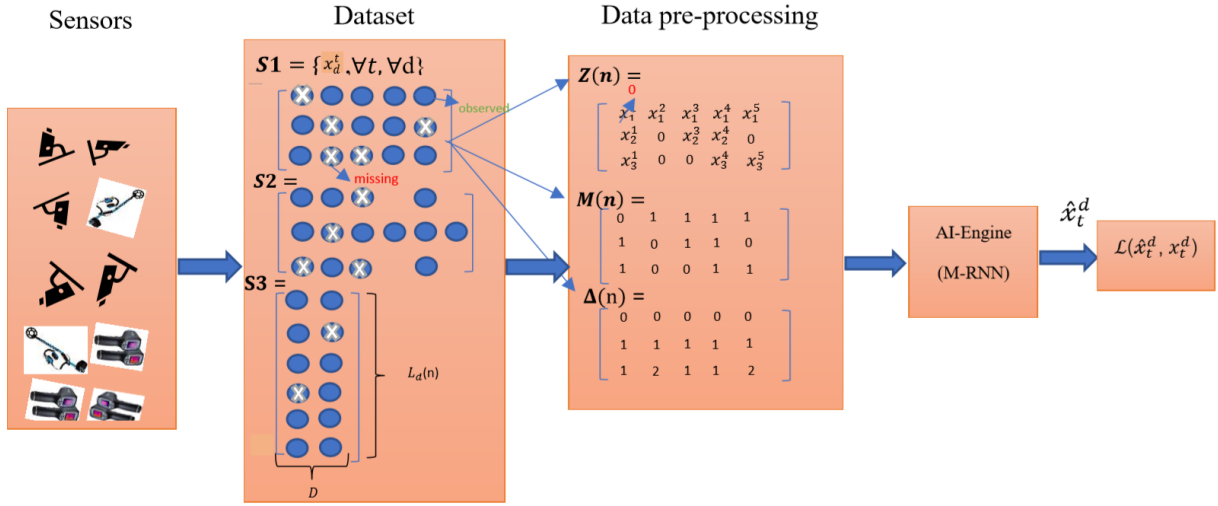 Sensors
Dataset
Data pre-processing
S1 = {x_d^t, ∀t, ∀d}
observed
missing
S2 =
S3 =
L_d(n)
D
Z(n) =
0
x_1^1 x_1^2 x_1^3 x_1^4 x_1^5
x_2^1 0 x_2^3 x_2^4 0
x_3^1 0 0 x_3^4 x_3^5
M(n) =
0 1 1 1 1
1 0 1 1 0
1 0 0 1 1
Δ(n) =
0 0 0 0 0
1 1 1 1 1
1 2 1 1 2
AI-Engine
(M-RNN)
x̂_t^d
ℒ(x̂_t^d, x_t^d)